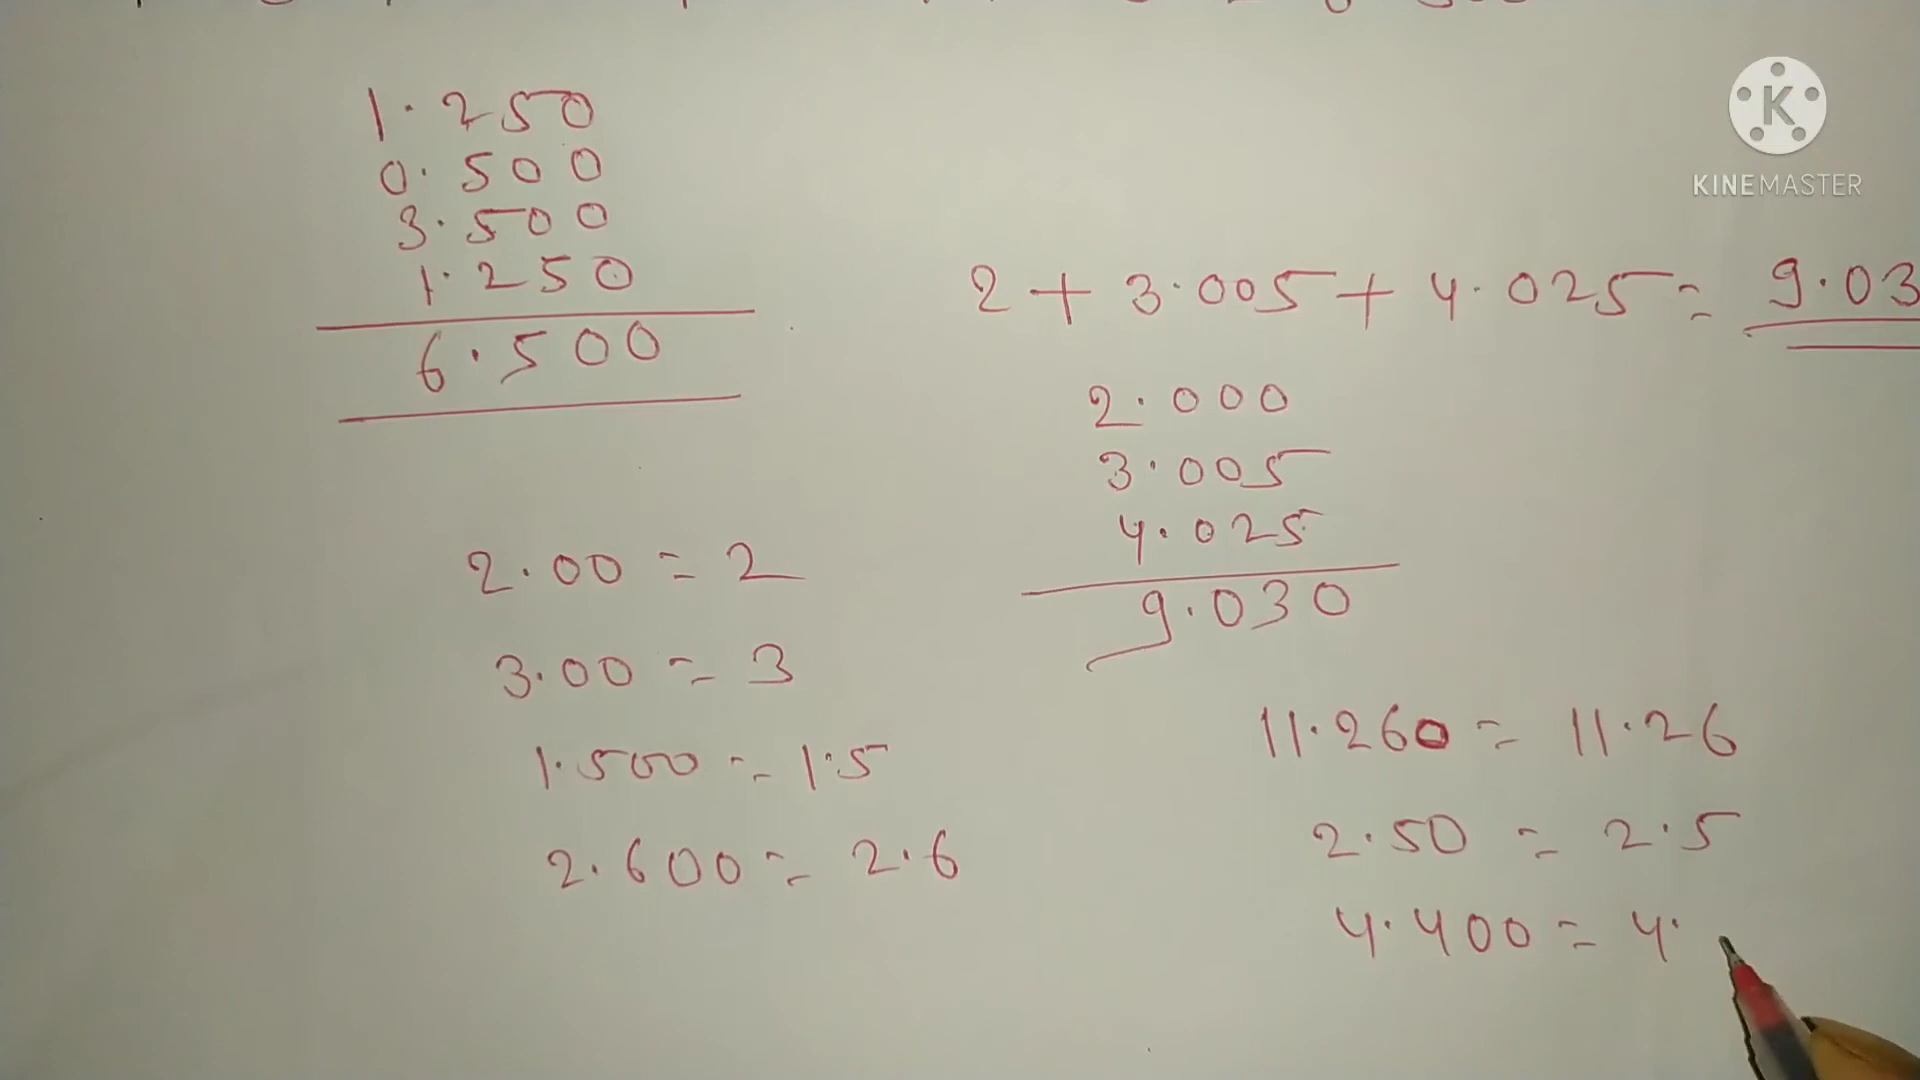 1.250
0.500
3.500
1.250
6.500
2.00 = 2
3.00 = 3
1.500 = 1.5
2.600 = 2.6
KINEMASTER
2 + 3.005 + 4.025 = 9.03
2.000
3.005
4.025
9.030
11.260 = 11.26
2.50 = 2.5
4.400 = 4.